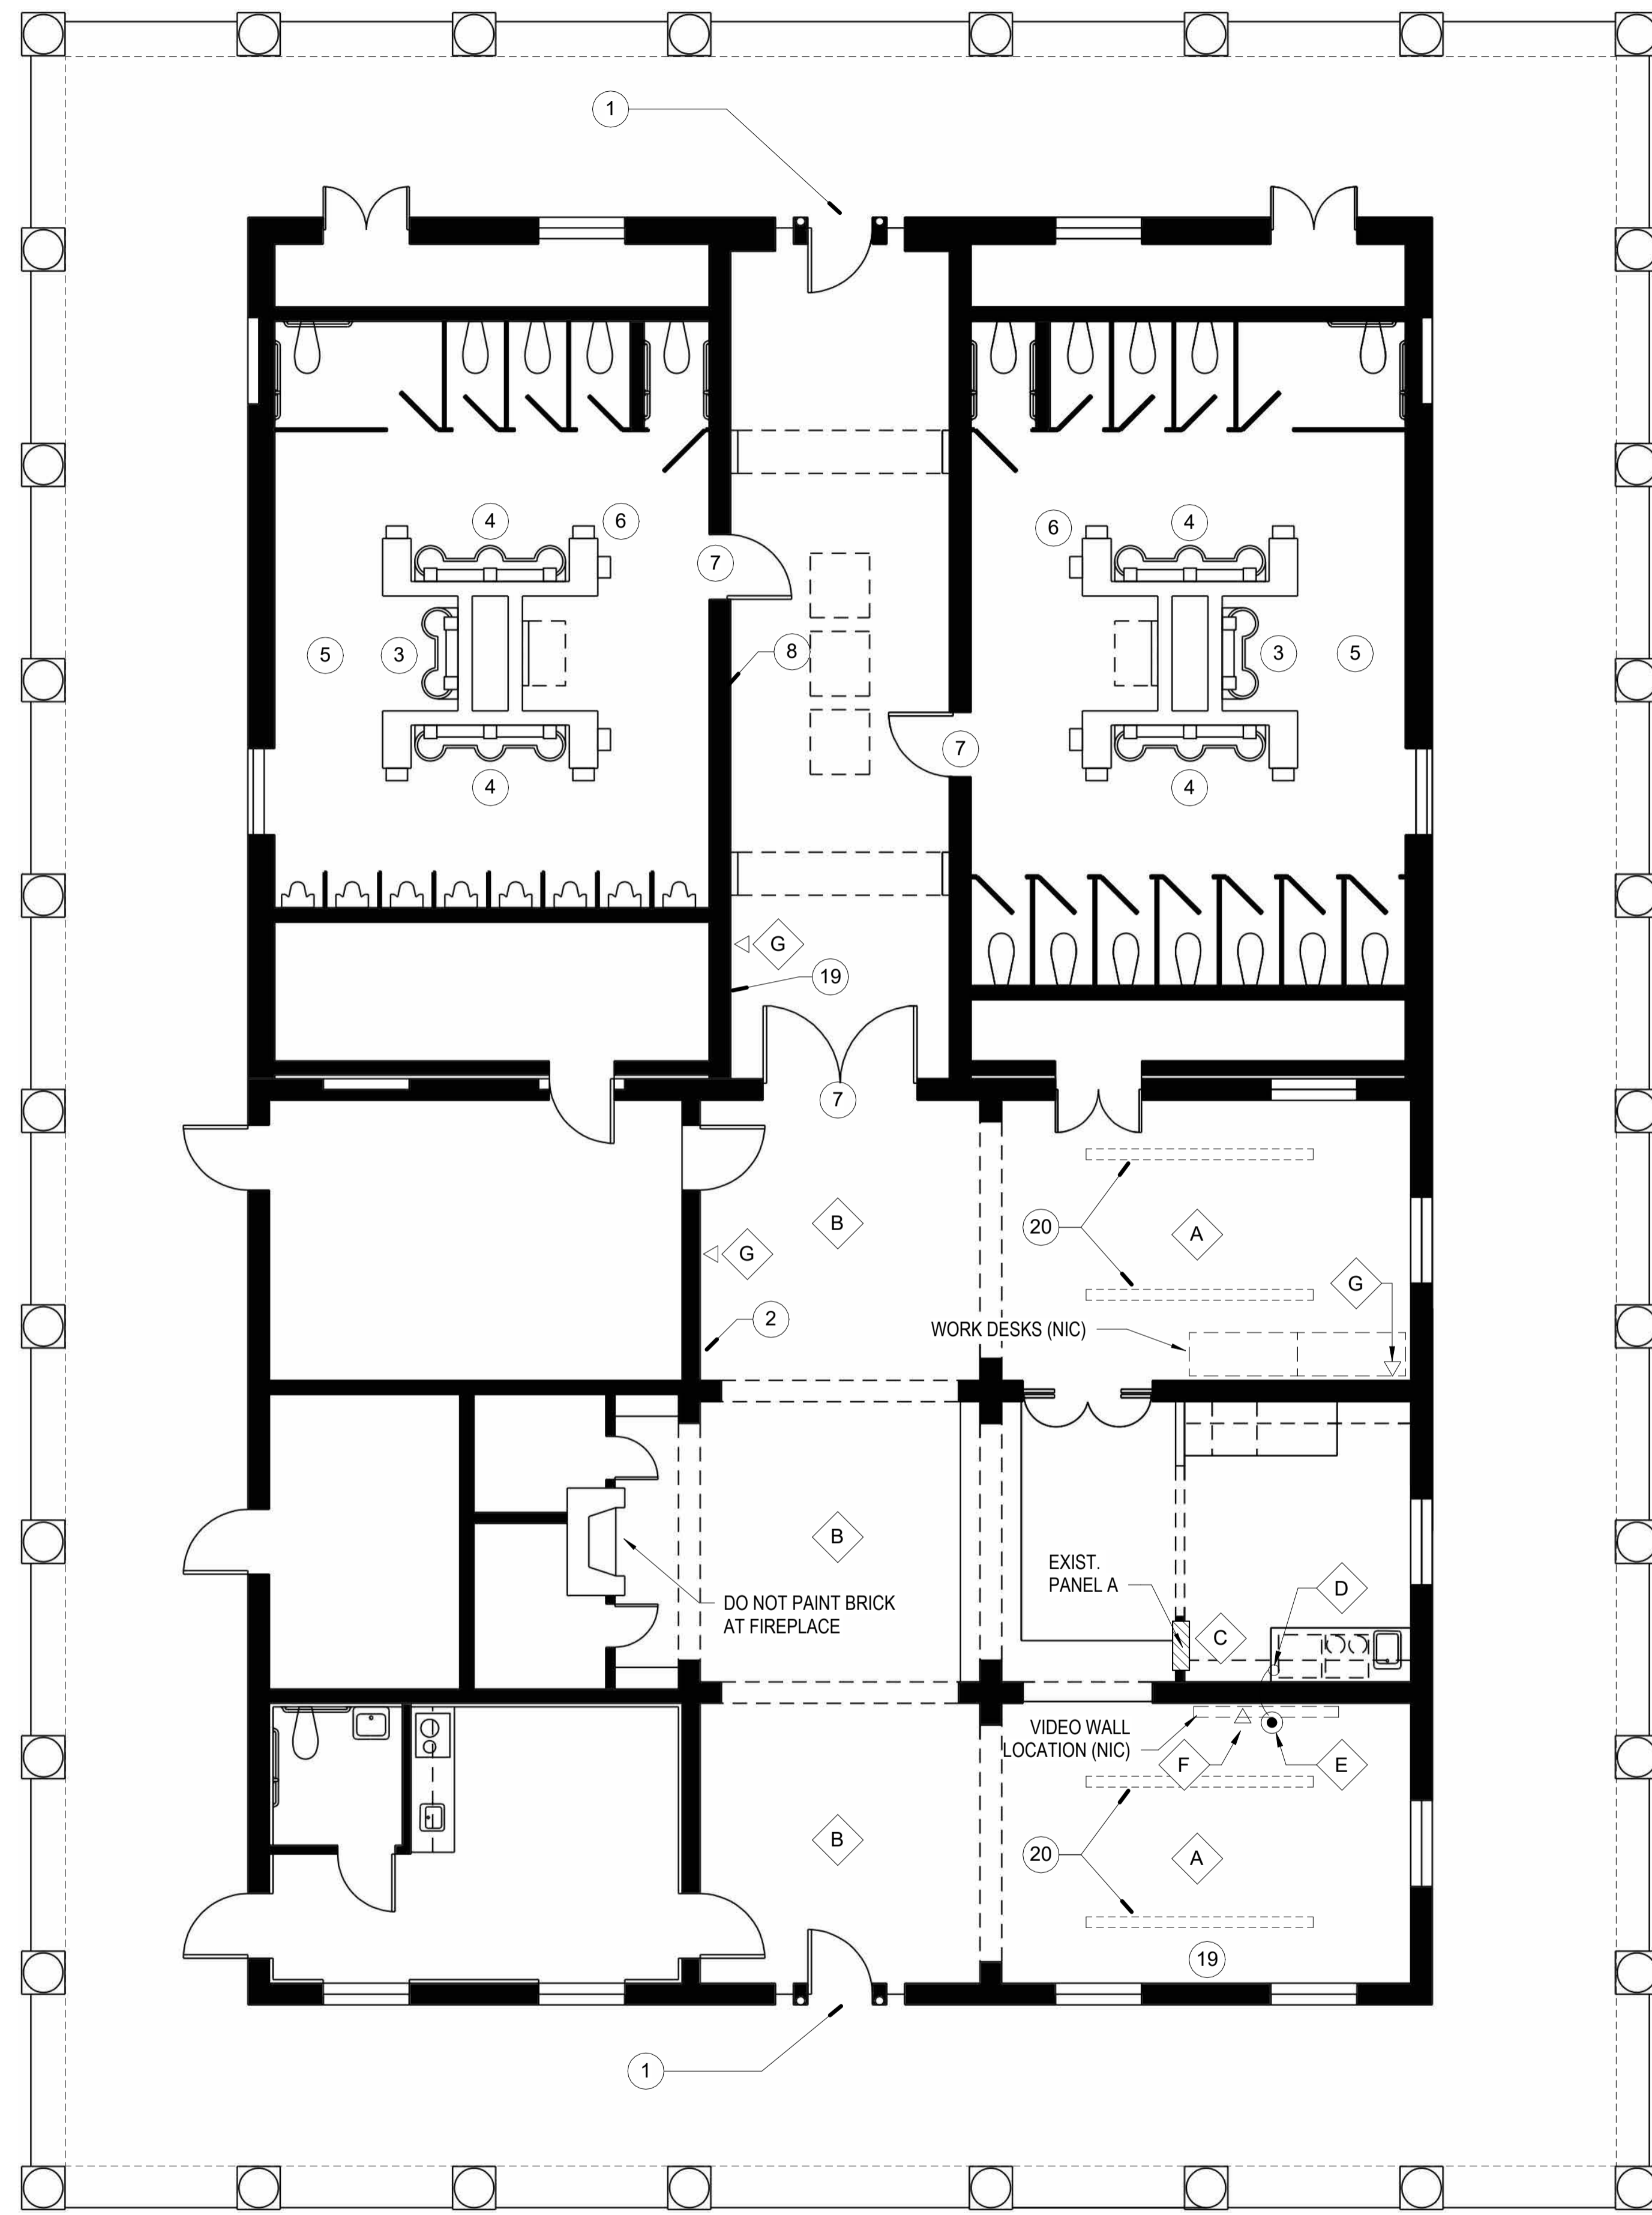 1
4
6
6
4
7
5
3
8
3
5
7
4
4
G
19
7
B
20
A
G
G
2
WORK DESKS (NIC)
B
EXIST.
PANEL A
D
DO NOT PAINT BRICK
AT FIREPLACE
C
VIDEO WALL
LOCATION (NIC)
F
E
B
20
A
19
1